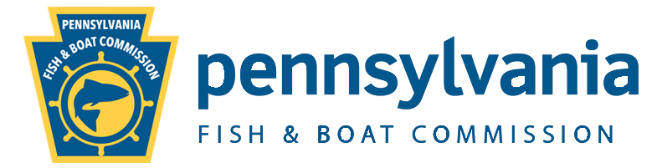 PENNSYLVANIA
FISH & BOAT COMMISSION
pennsylvania
FISH & BOAT COMMISSION